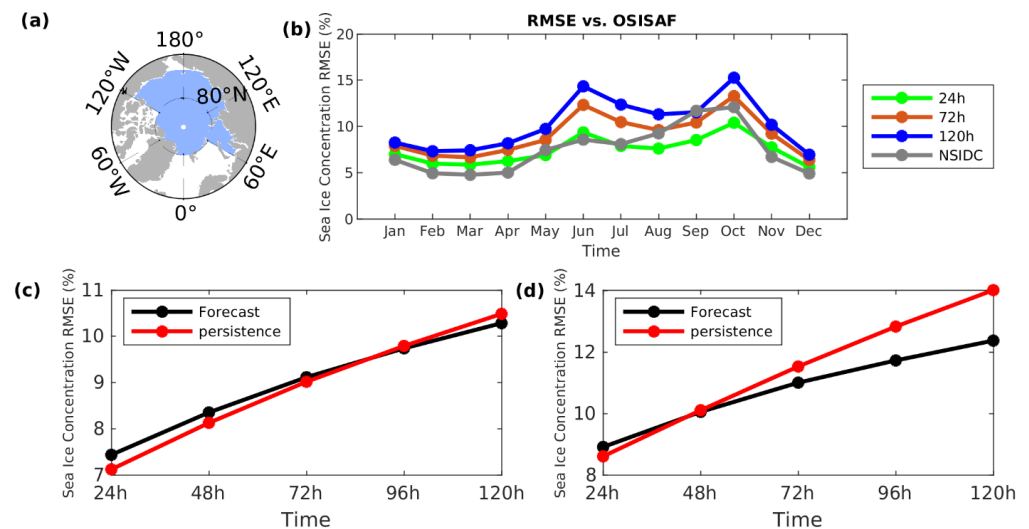 (a)
180°
120°W
120°E
80°N
60°W
60°E
0°
(b)
RMSE vs. OSISAF
Sea Ice Concentration RMSE (%)
20
15
10
5
0
Jan Feb Mar Apr May Jun Jul Aug Sep Oct Nov Dec
Time
24h
72h
120h
NSIDC
(c)
Sea Ice Concentration RMSE (%)
11
10
9
8
7
24h 48h 72h 96h 120h
Time
Forecast
persistence
(d)
Sea Ice Concentration RMSE (%)
14
12
10
8
24h 48h 72h 96h 120h
Time
Forecast
persistence